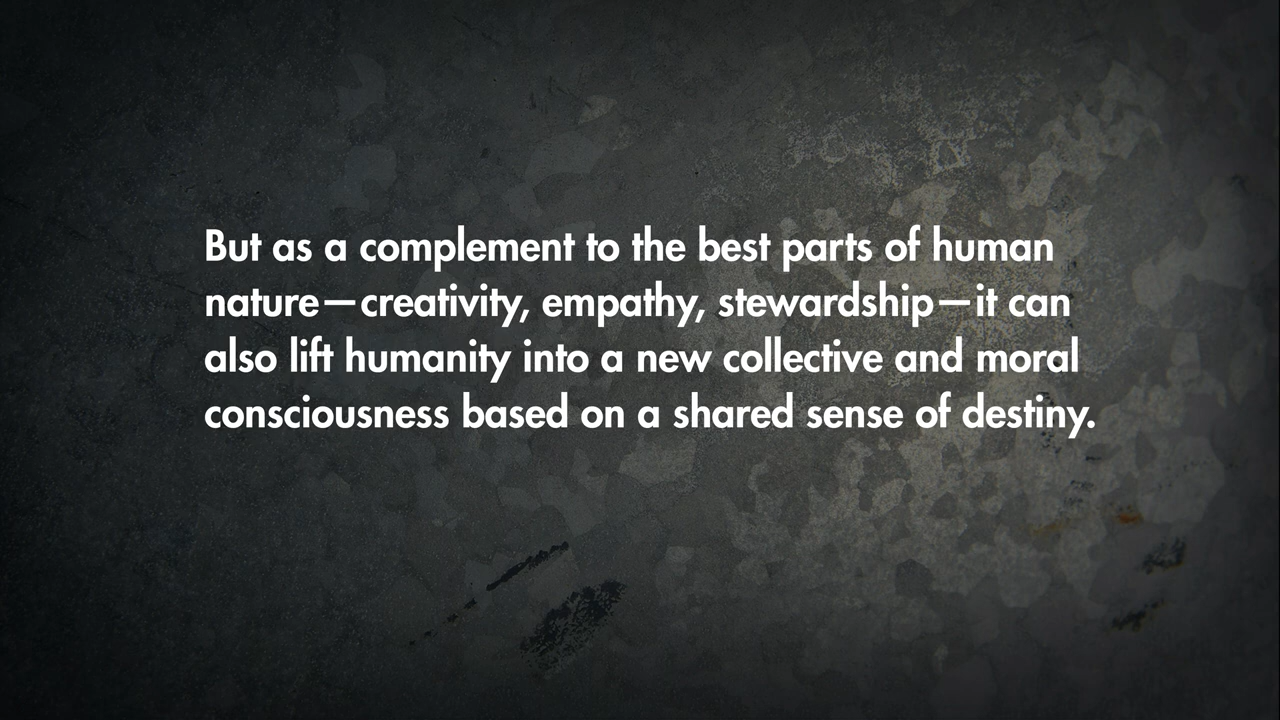 But as a complement to the best parts of human
nature—creativity, empathy, stewardship—it can
also lift humanity into a new collective and moral
consciousness based on a shared sense of destiny.